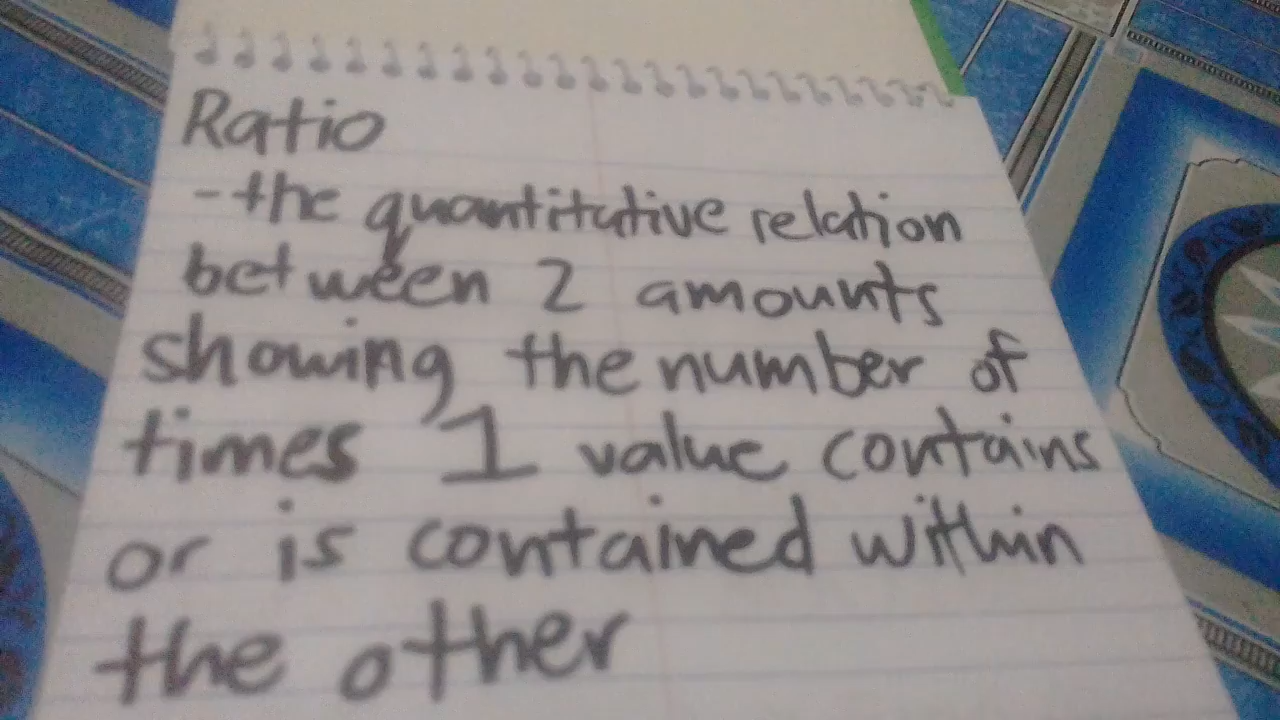 Ratio
-the quantitative relation
between 2 amounts
showing the number of
times 1 value contains
or is contained within
the other